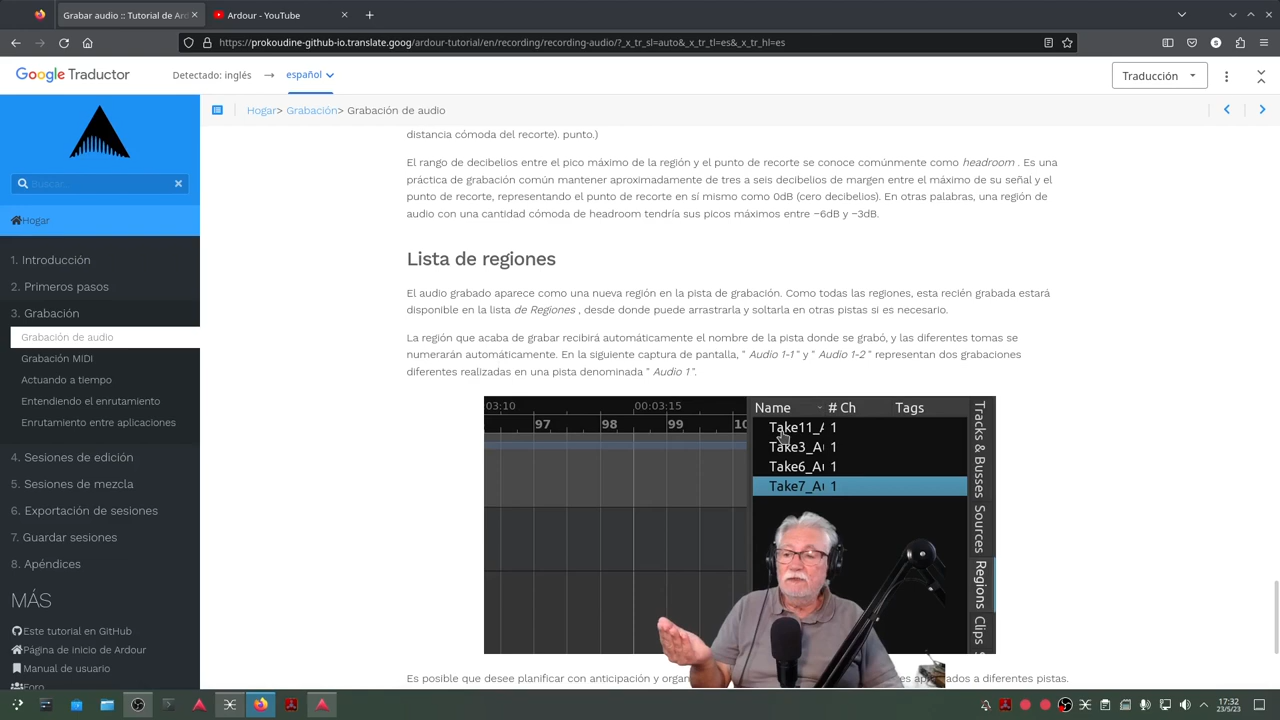 Grabar audio :: Tutorial de Ard
Ardour - YouTube
https://prokoudine-github-io.translate.goog/ardour-tutorial/en/recording/recording-audio/?_x_tr_sl=auto&_x_tr_tl=es&_x_tr_hl=es
Google Traductor
Detectado: inglés → español
Traducción
Hogar> Grabación> Grabación de audio
Buscar...
Hogar
1. Introducción
2. Primeros pasos
3. Grabación
Grabación de audio
Grabación MIDI
Actuando a tiempo
Entendiendo el enrutamiento
Enrutamiento entre aplicaciones
4. Sesiones de edición
5. Sesiones de mezcla
6. Exportación de sesiones
7. Guardar sesiones
8. Apéndices
MÁS
Este tutorial en GitHub
Página de inicio de Ardour
Manual de usuario
Foro
distancia cómoda del recorte). punto.)
El rango de decibelios entre el pico máximo de la región y el punto de recorte se conoce comúnmente como headroom . Es una
práctica de grabación común mantener aproximadamente de tres a seis decibelios de margen entre el máximo de su señal y el
punto de recorte, representando el punto de recorte en sí mismo como 0dB (cero decibelios). En otras palabras, una región de
audio con una cantidad cómoda de headroom tendría sus picos máximos entre −6dB y −3dB.
Lista de regiones
El audio grabado aparece como una nueva región en la pista de grabación. Como todas las regiones, esta recién grabada estará
disponible en la lista de Regiones , desde donde puede arrastrarla y soltarla en otras pistas si es necesario.
La región que acaba de grabar recibirá automáticamente el nombre de la pista donde se grabó, y las diferentes tomas se
numerarán automáticamente. En la siguiente captura de pantalla, " Audio 1-1 " y " Audio 1-2 " representan dos grabaciones
diferentes realizadas en una pista denominada " Audio 1 ".
03:10 00:03:15
97 98 99 10
Name # Ch Tags
Take11_A 1
Take3_Au 1
Take6_Au 1
Take7_Au 1
Tracks & Busses
Sources
Regions
Clips
Es posible que desee planificar con anticipación y organ
es a
ados a diferentes pistas.
17:32
23/5/23